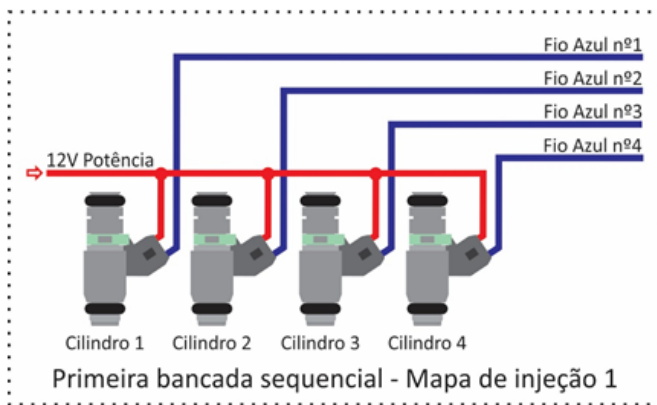 Fio Azul nº1
Fio Azul nº2
Fio Azul nº3
Fio Azul nº4
12V Potência
Cilindro 1 Cilindro 2 Cilindro 3 Cilindro 4
Primeira bancada sequencial - Mapa de injeção 1